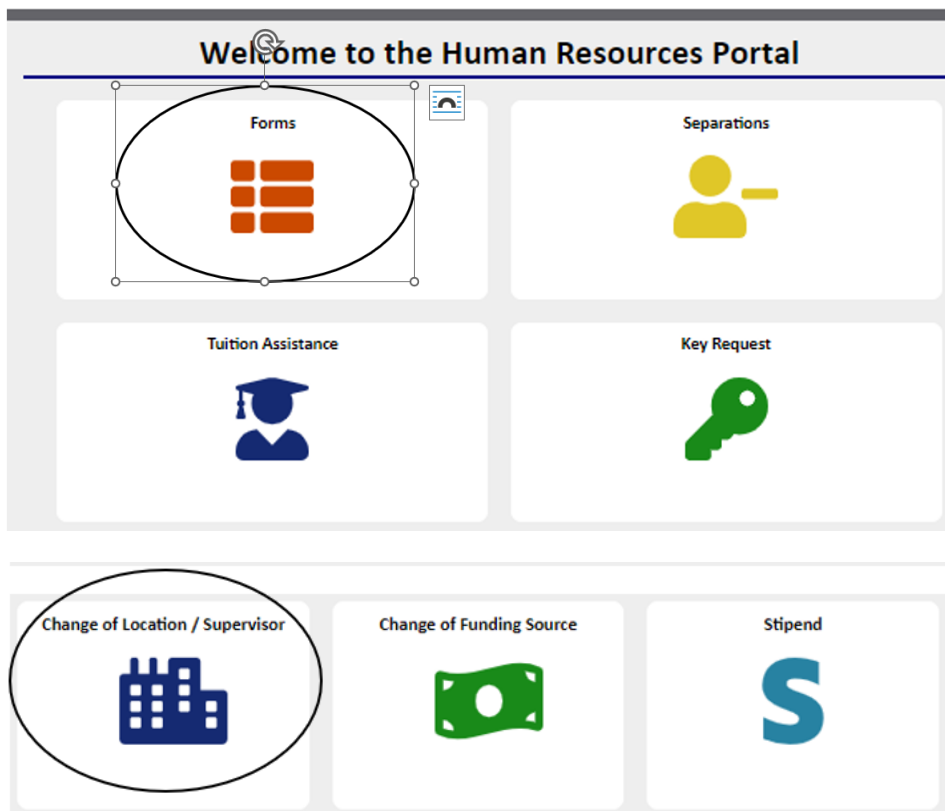 Welcome to the Human Resources Portal
Forms
Separations
Tuition Assistance
Key Request
Change of Location / Supervisor
Change of Funding Source
Stipend
S